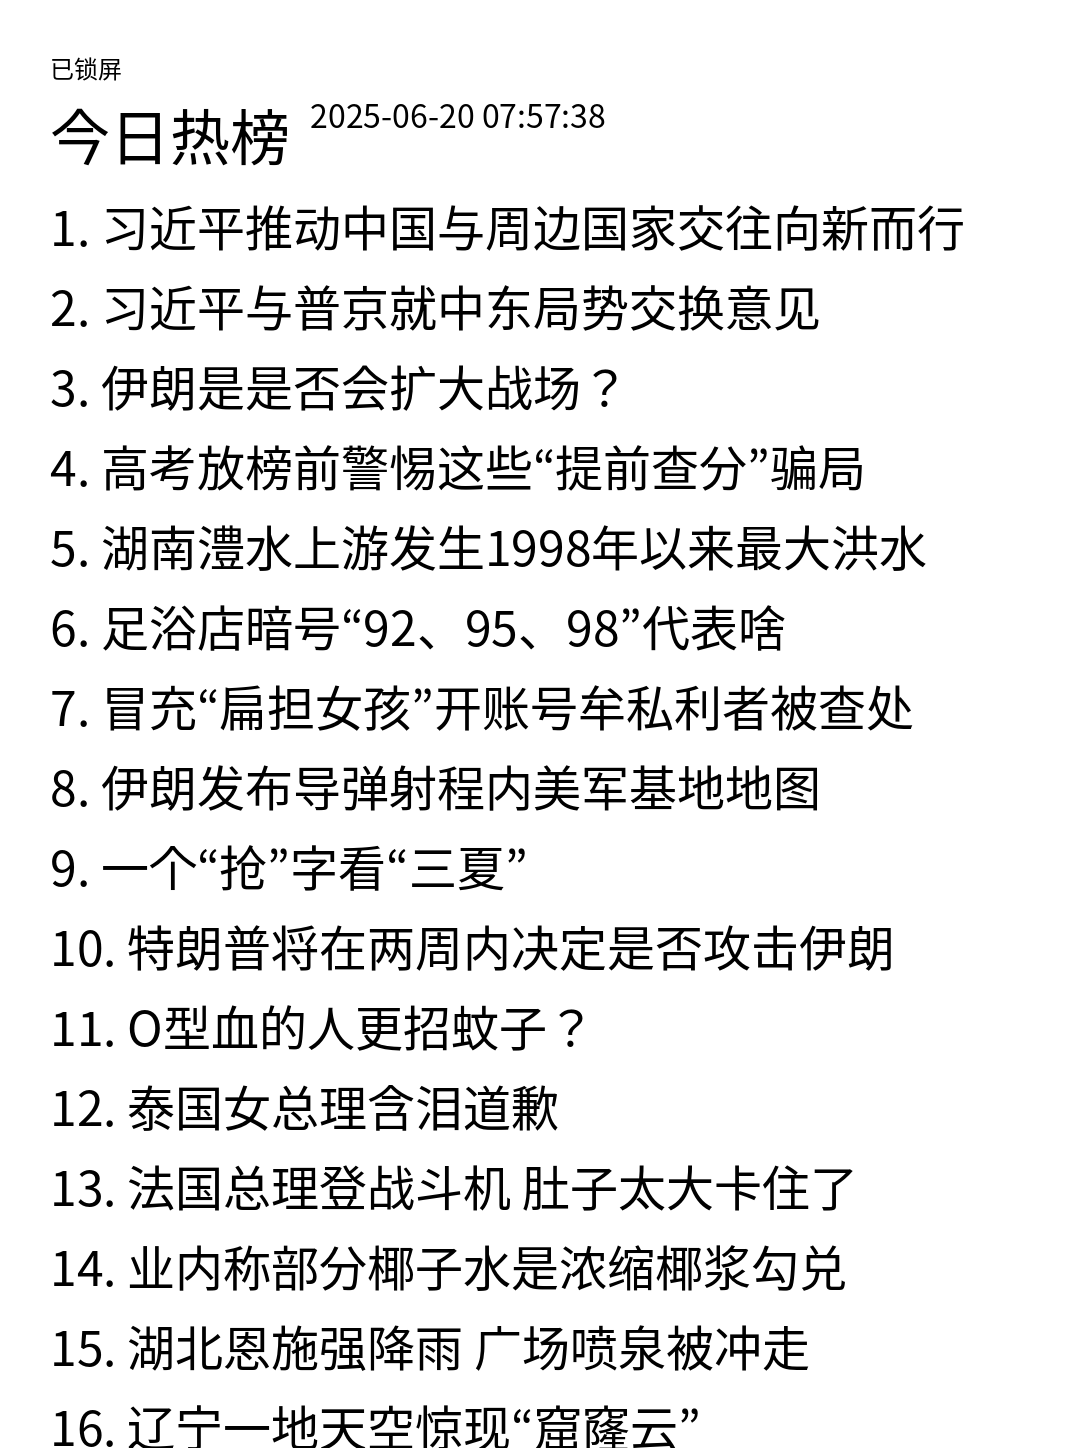 已锁屏
今日热榜 2025-06-20 07:57:38
1. 习近平推动中国与周边国家交往向新而行
2. 习近平与普京就中东局势交换意见
3. 伊朗是是否会扩大战场？
4. 高考放榜前警惕这些“提前查分”骗局
5. 湖南澧水上游发生1998年以来最大洪水
6. 足浴店暗号“92、95、98”代表啥
7. 冒充“扁担女孩”开账号牟私利者被查处
8. 伊朗发布导弹射程内美军基地地图
9. 一个“抢”字看“三夏”
10. 特朗普将在两周内决定是否攻击伊朗
11. O型血的人更招蚊子？
12. 泰国女总理含泪道歉
13. 法国总理登战斗机 肚子太大卡住了
14. 业内称部分椰子水是浓缩椰浆勾兑
15. 湖北恩施强降雨 广场喷泉被冲走
16. 辽宁一地天空惊现“窟窿云”